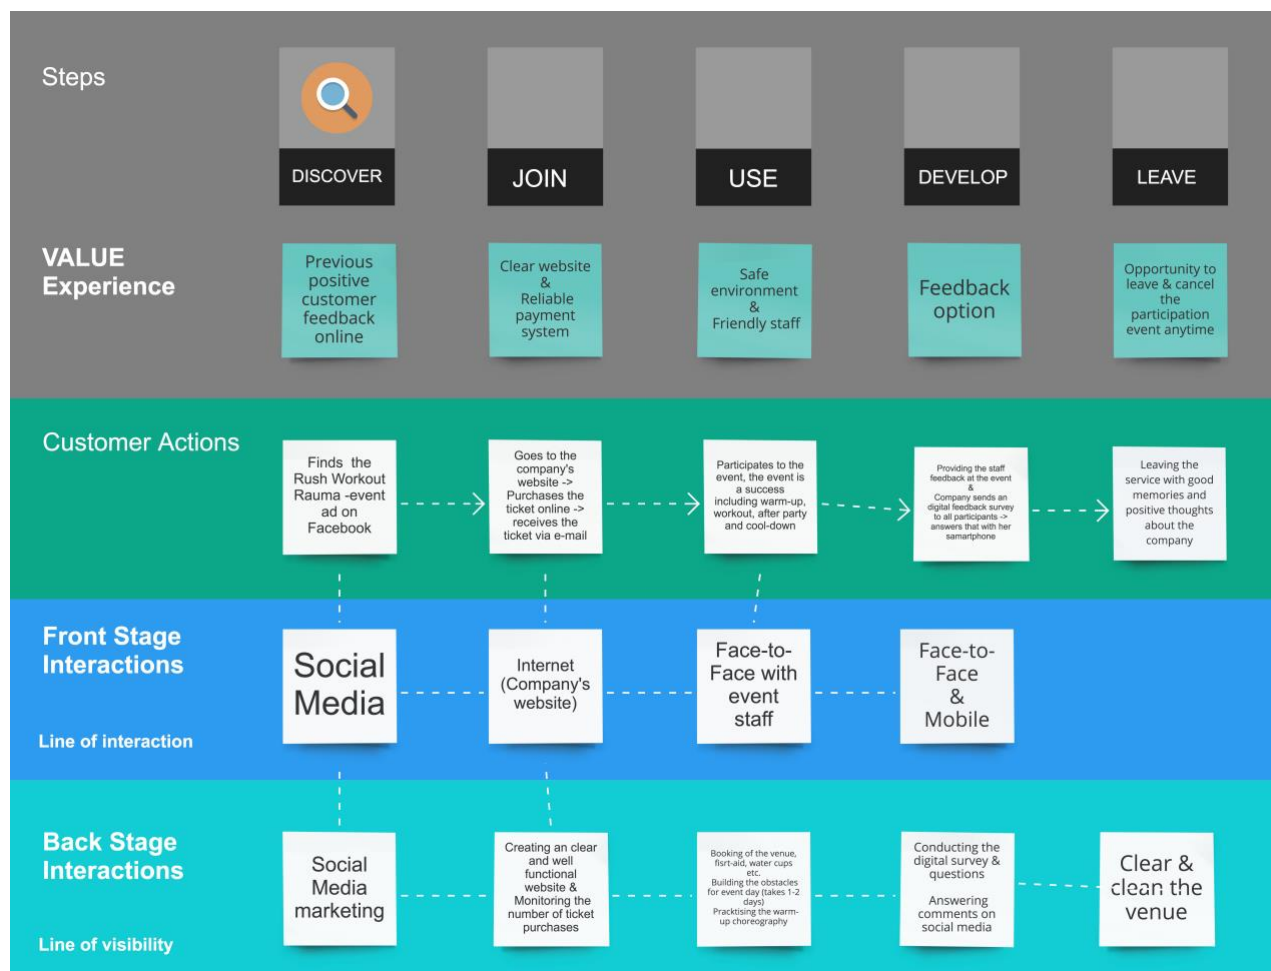 Steps
DISCOVER
JOIN
USE
DEVELOP
LEAVE
VALUE
Experience
Previous
positive
customer
feedback
online
Clear website
&
Reliable
payment
system
Safe
environment
&
Friendly staff
Feedback
option
Opportunity to
leave & cancel
the
participation
event anytime
Customer Actions
Finds the
Rush Workout
Rauma -event
ad on
Facebook
Goes to the
company's
website ->
Purchases the
ticket online ->
receives the
ticket via e-mail
Participates to the
event, the event is
a success
including warm-up,
workout, after party
and cool-down
Providing the staff
feedback at the event
&
Company sends an
digital feedback survey
to all participants ->
answers that with her
samartphone
Leaving the
service with good
memories and
positive thoughts
about the
company
Front Stage
Interactions
Social
Media
Internet
(Company's
website)
Face-to-
Face with
event
staff
Face-to-
Face
&
Mobile
Line of interaction
Back Stage
Interactions
Social
Media
marketing
Creating an clear
and well
functional
website &
Monitoring the
number of ticket
purchases
Booking of the venue,
fisrt-aid, water cups
etc.
Building the obstacles
for event day (takes 1-2
days)
Practising the warm-
up choreography
Conducting the
digital survey &
questions
Answering
comments on
social media
Clear &
clean the
venue
Line of visibility